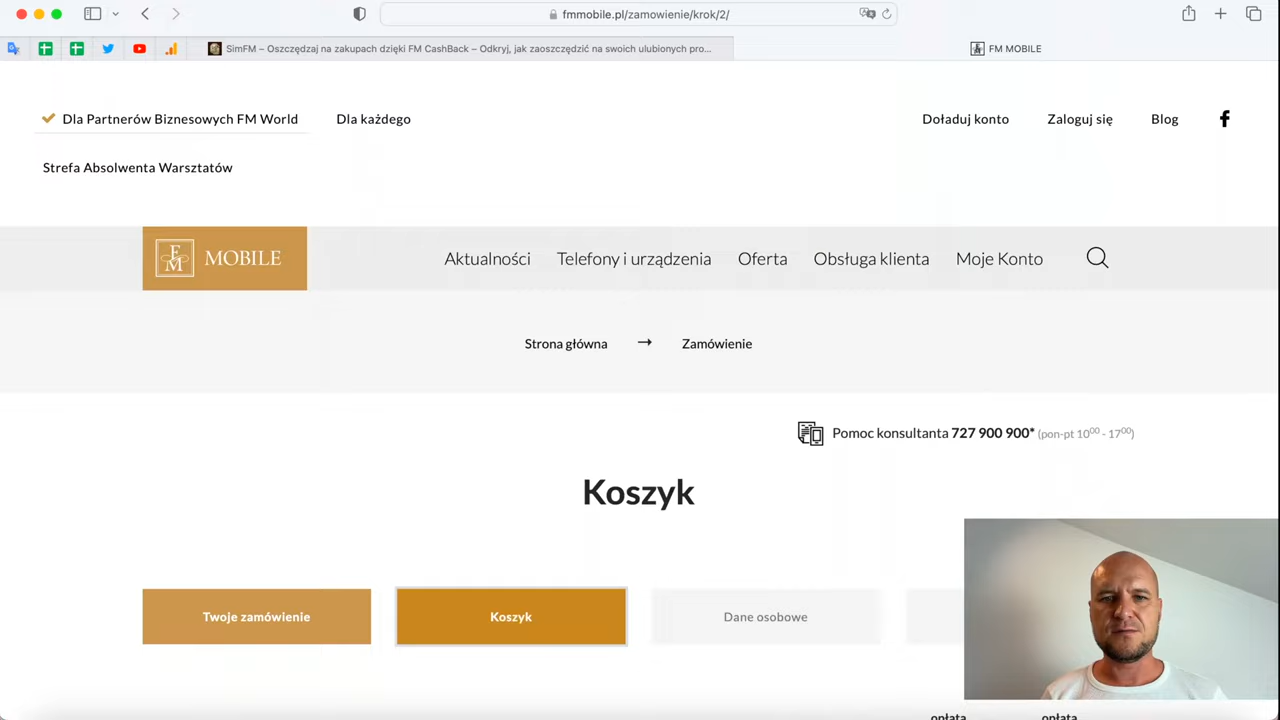 fmmobile.pl/zamowienie/krok/2/
SimFM – Oszczędzaj na zakupach dzięki FM CashBack – Odkryj, jak zaoszczędzić na swoich ulubionych pro...
FM MOBILE
Dla Partnerów Biznesowych FM World
Dla każdego
Doładuj konto
Zaloguj się
Blog
Strefa Absolwenta Warsztatów
FM MOBILE
Aktualności
Telefony i urządzenia
Oferta
Obsługa klienta
Moje Konto
Strona główna → Zamówienie
Pomoc konsultanta 727 900 900* (pon-pt 10⁰⁰ - 17⁰⁰)
Koszyk
Twoje zamówienie
Koszyk
Dane osobowe
opłata
opłata